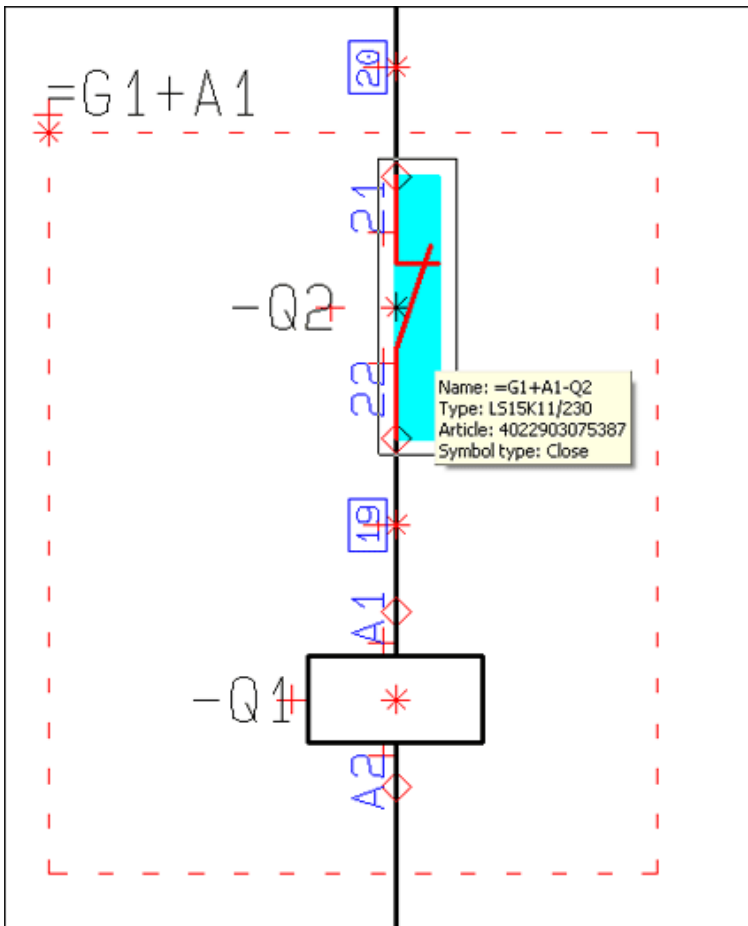 20
=G1+A1
21
-Q2
22
Name: =G1+A1-Q2
Type: LS15K11/230
Article: 4022903075387
Symbol type: Close
19
A1
-Q1
A2